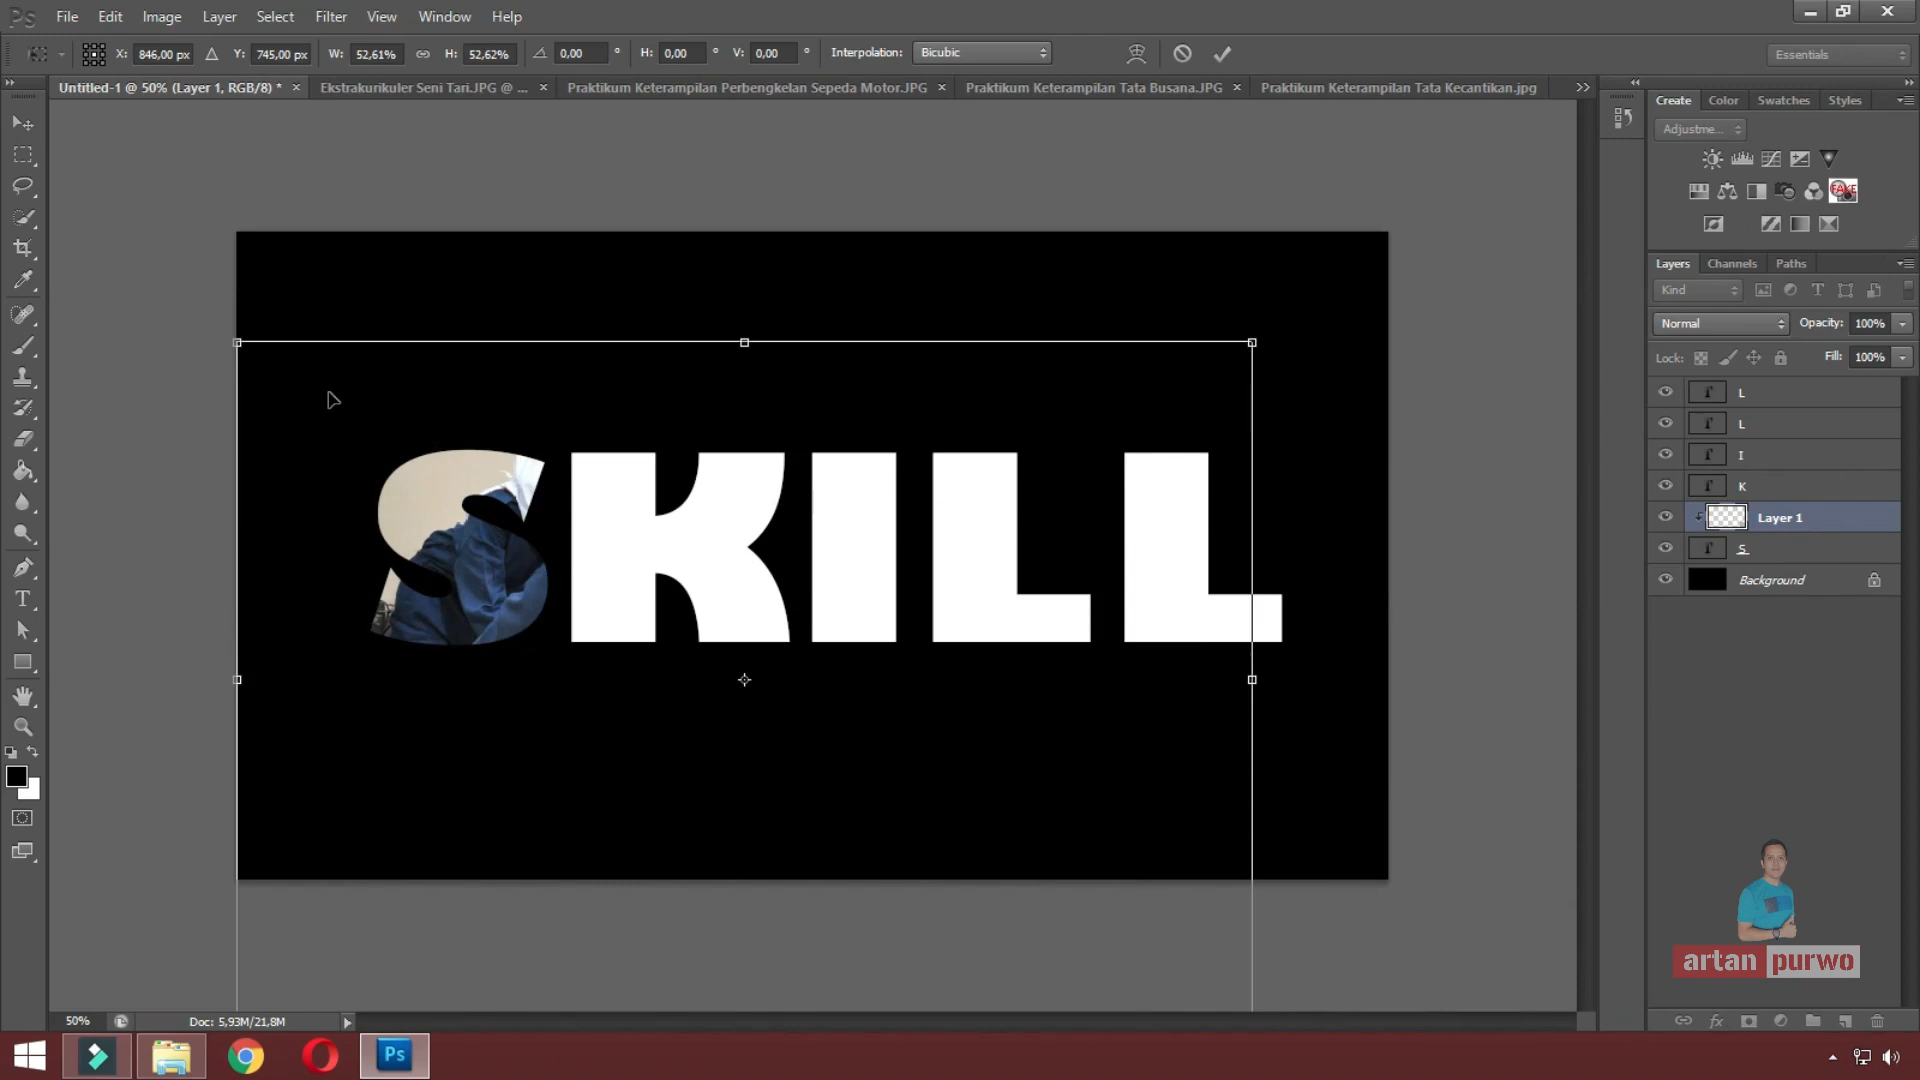 Ps File Edit Image Layer Select Filter Type View Window Help
X: 846,00 px Y: 745,00 px W: 52,61% H: 52,62% 0,00 ° H: 0,00 ° V: 0,00 ° Interpolation: Bicubic Essentials
Untitled-1 @ 50% (Layer 1, RGB/8) * × Ekstrakurikuler Seni Tari.JPG @ ... × Praktikum Keterampilan Perbengkelan Sepeda Motor.JPG × Praktikum Keterampilan Tata Busana.JPG × Praktikum Keterampilan Tata Kecantikan.jpg
Create Color Swatches Styles
Adjustme...
FAKE
Layers Channels Paths
Kind
Normal Opacity: 100%
Lock: Fill: 100%
L
L
I
K
Layer 1
S
Background
SKILL
artan purwo
50% Doc: 5,93M/21,8M
Ps